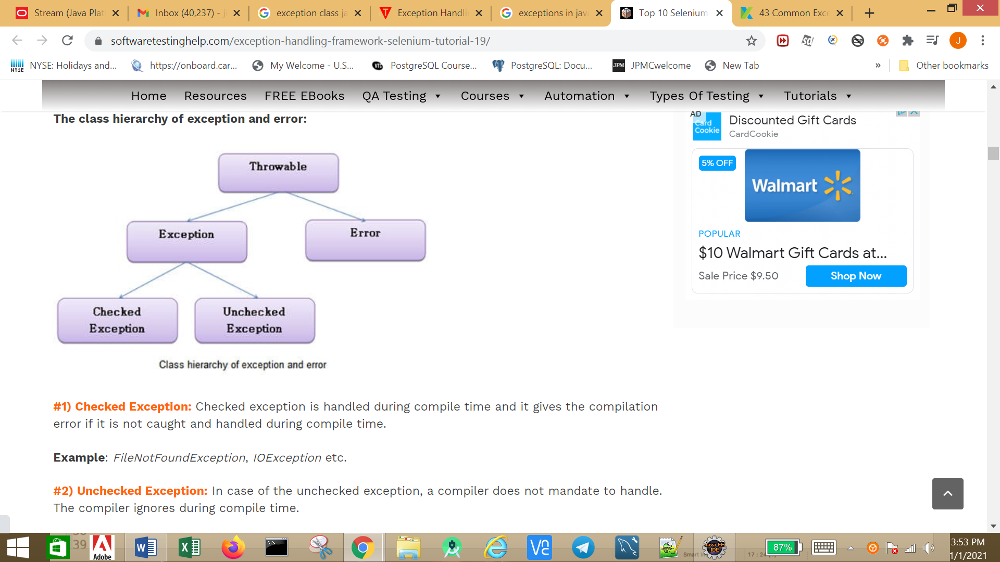 Stream (Java Plat
Inbox (40,237) - j
exception class ja
Exception Handli
exceptions in jav
Top 10 Selenium
43 Common Exce
softwaretestinghelp.com/exception-handling-framework-selenium-tutorial-19/
J
NYSE
NYSE: Holidays and...
https://onboard.car...
My Welcome - U.S...
PostgreSQL Course...
PostgreSQL: Docu...
JPM
JPMCwelcome
New Tab
»
Other bookmarks
Home
Resources
FREE EBooks
QA Testing
Courses
Automation
Types Of Testing
Tutorials
The class hierarchy of exception and error:
AD
Card
Cookie
Discounted Gift Cards
CardCookie
5% OFF
Walmart
POPULAR
$10 Walmart Gift Cards at...
Sale Price $9.50
Shop Now
Throwable
Exception
Error
Checked
Exception
Unchecked
Exception
Class hierarchy of exception and error
#1) Checked Exception: Checked exception is handled during compile time and it gives the compilation
error if it is not caught and handled during compile time.
Example: FileNotFoundException, IOException etc.
#2) Unchecked Exception: In case of the unchecked exception, a compiler does not mandate to handle.
The compiler ignores during compile time.
39
Adobe
Java EE
IDE
87%
3:53 PM
1/1/2021